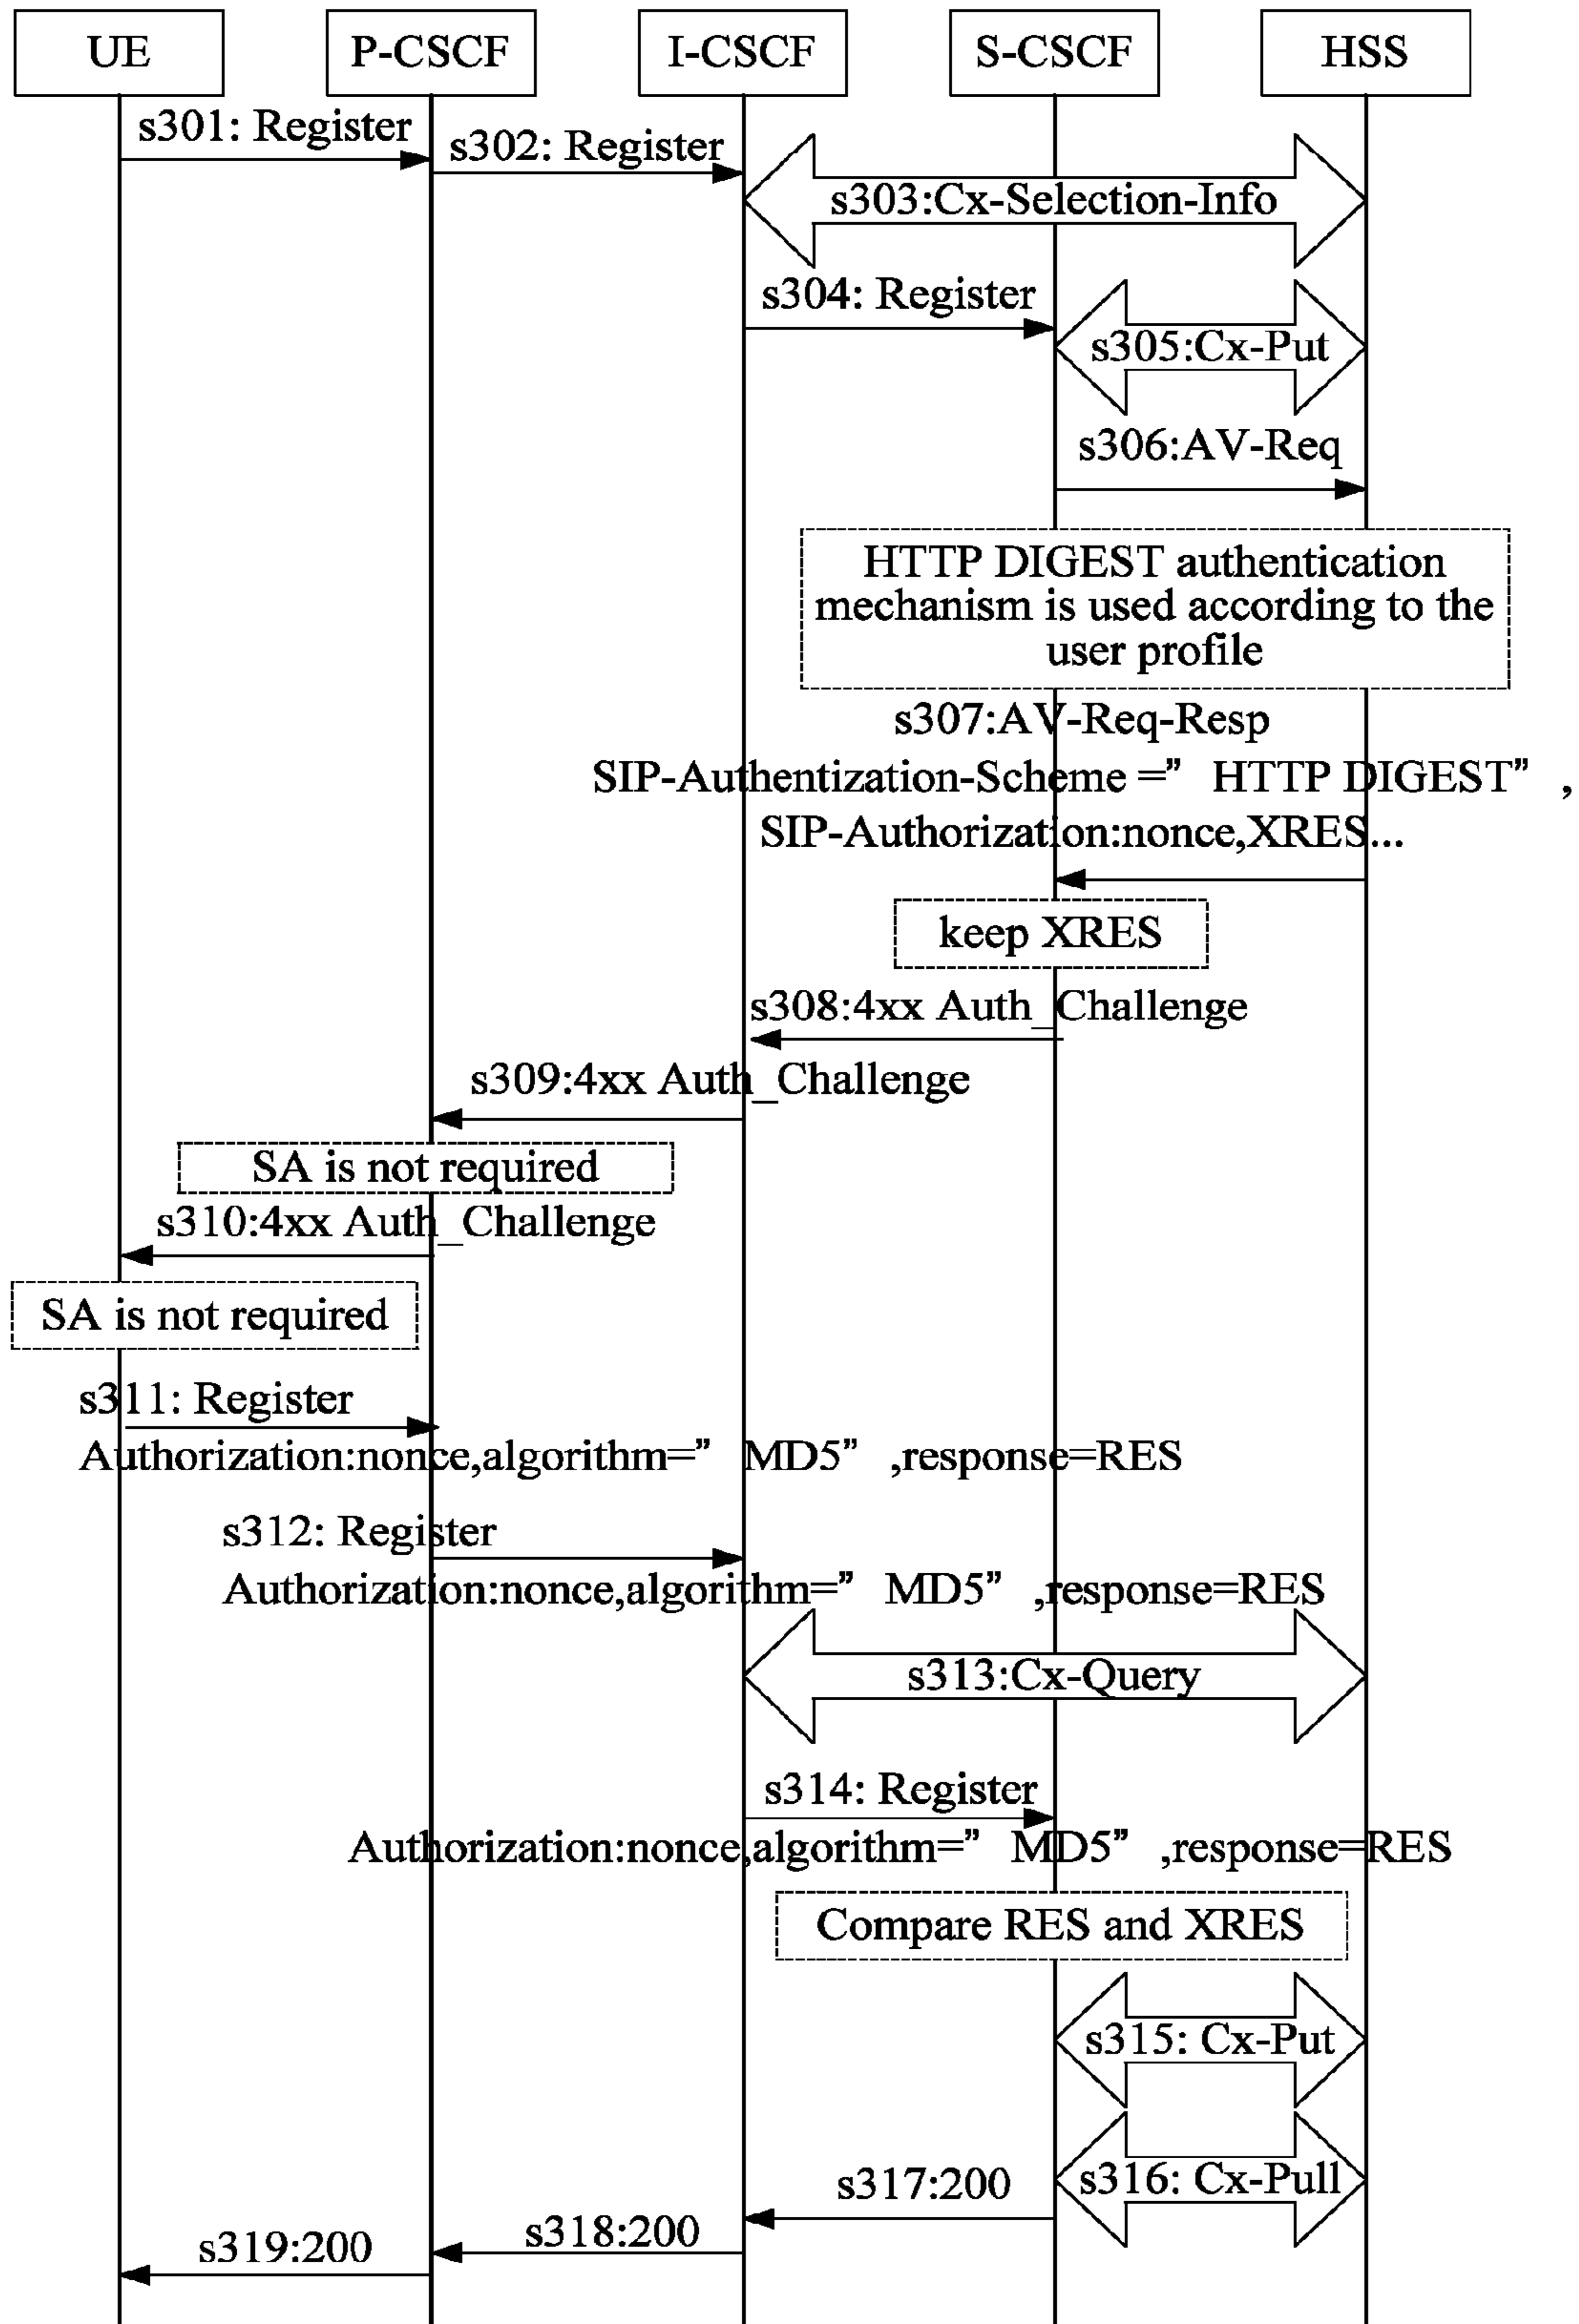 UE
P-CSCF
I-CSCF
S-CSCF
HSS
s301: Register
s302: Register
s303:Cx-Selection-Info
s304: Register
s305:Cx-Put
s306:AV-Req
HTTP DIGEST authentication
mechanism is used according to the
user profile
s307:AV-Req-Resp
SIP-Authentization-Scheme =” HTTP DIGEST” ,
SIP-Authorization:nonce,XRES...
keep XRES
s308:4xx Auth_Challenge
s309:4xx Auth_Challenge
SA is not required
s310:4xx Auth_Challenge
SA is not required
s311: Register
Authorization:nonce,algorithm=” MD5” ,response=RES
s312: Register
Authorization:nonce,algorithm=” MD5” ,response=RES
s313:Cx-Query
s314: Register
Authorization:nonce,algorithm=” MD5” ,response=RES
Compare RES and XRES
s315: Cx-Put
s316: Cx-Pull
s317:200
s318:200
s319:200